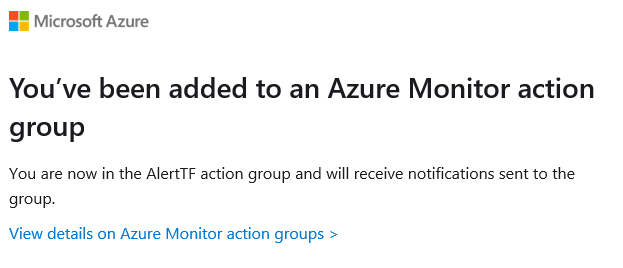 Microsoft Azure
You’ve been added to an Azure Monitor action
group
You are now in the AlertTF action group and will receive notifications sent to the
group.
View details on Azure Monitor action groups >